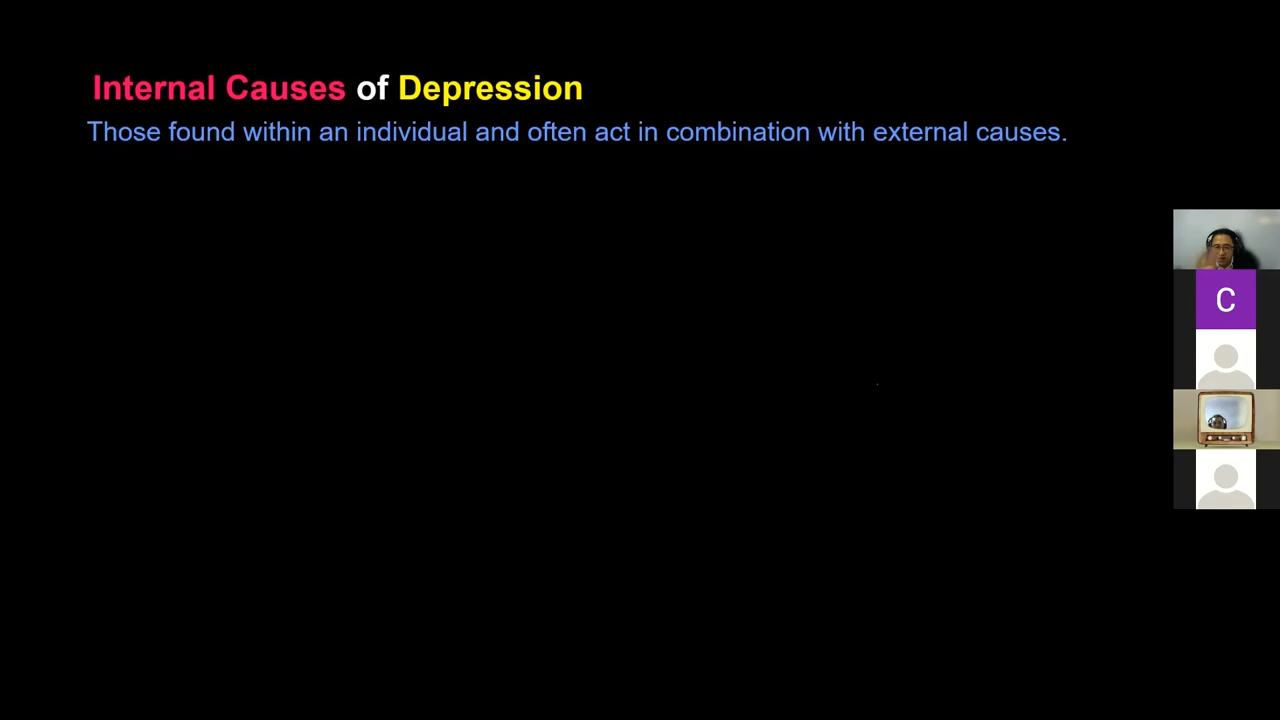 Internal Causes of Depression
Those found within an individual and often act in combination with external causes.
C